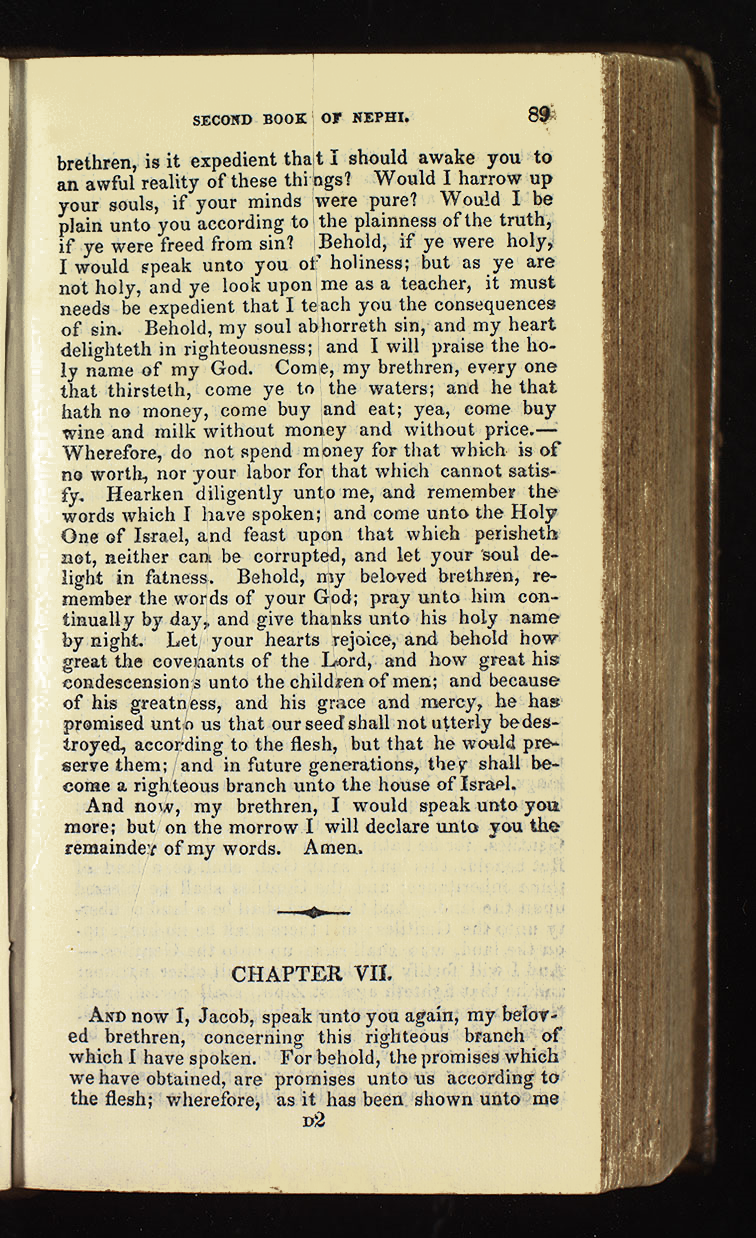 SECOND BOOK OF NEPHI. 89
brethren, is it expedient that I should awake you to
an awful reality of these things? Would I harrow up
your souls, if your minds were pure? Would I be
plain unto you according to the plainness of the truth,
if ye were freed from sin? Behold, if ye were holy,
I would speak unto you of holiness; but as ye are
not holy, and ye look upon me as a teacher, it must
needs be expedient that I teach you the consequences
of sin. Behold, my soul abhorreth sin, and my heart
delighteth in righteousness; and I will praise the ho-
ly name of my God. Come, my brethren, every one
that thirsteth, come ye to the waters; and he that
hath no money, come buy and eat; yea, come buy
wine and milk without money and without price.—
Wherefore, do not spend money for that which is of
no worth, nor your labor for that which cannot satis-
fy. Hearken diligently unto me, and remember the
words which I have spoken; and come unto the Holy
One of Israel, and feast upon that which perisheth
not, neither can be corrupted, and let your soul de-
light in fatness. Behold, my beloved brethren, re-
member the words of your God; pray unto him con-
tinually by day, and give thanks unto his holy name
by night. Let your hearts rejoice, and behold how
great the covenants of the Lord, and how great his
condescensions unto the children of men; and because
of his greatness, and his grace and mercy, he has
promised unto us that our seed shall not utterly be des-
troyed, according to the flesh, but that he would pre-
serve them; and in future generations, they shall be-
come a righteous branch unto the house of Israel.
And now, my brethren, I would speak unto you
more; but on the morrow I will declare unto you the
remainder of my words. Amen.
CHAPTER VII.
AND now I, Jacob, speak unto you again, my belov-
ed brethren, concerning this righteous branch of
which I have spoken. For behold, the promises which
we have obtained, are promises unto us according to
the flesh; wherefore, as it has been shown unto me
D2